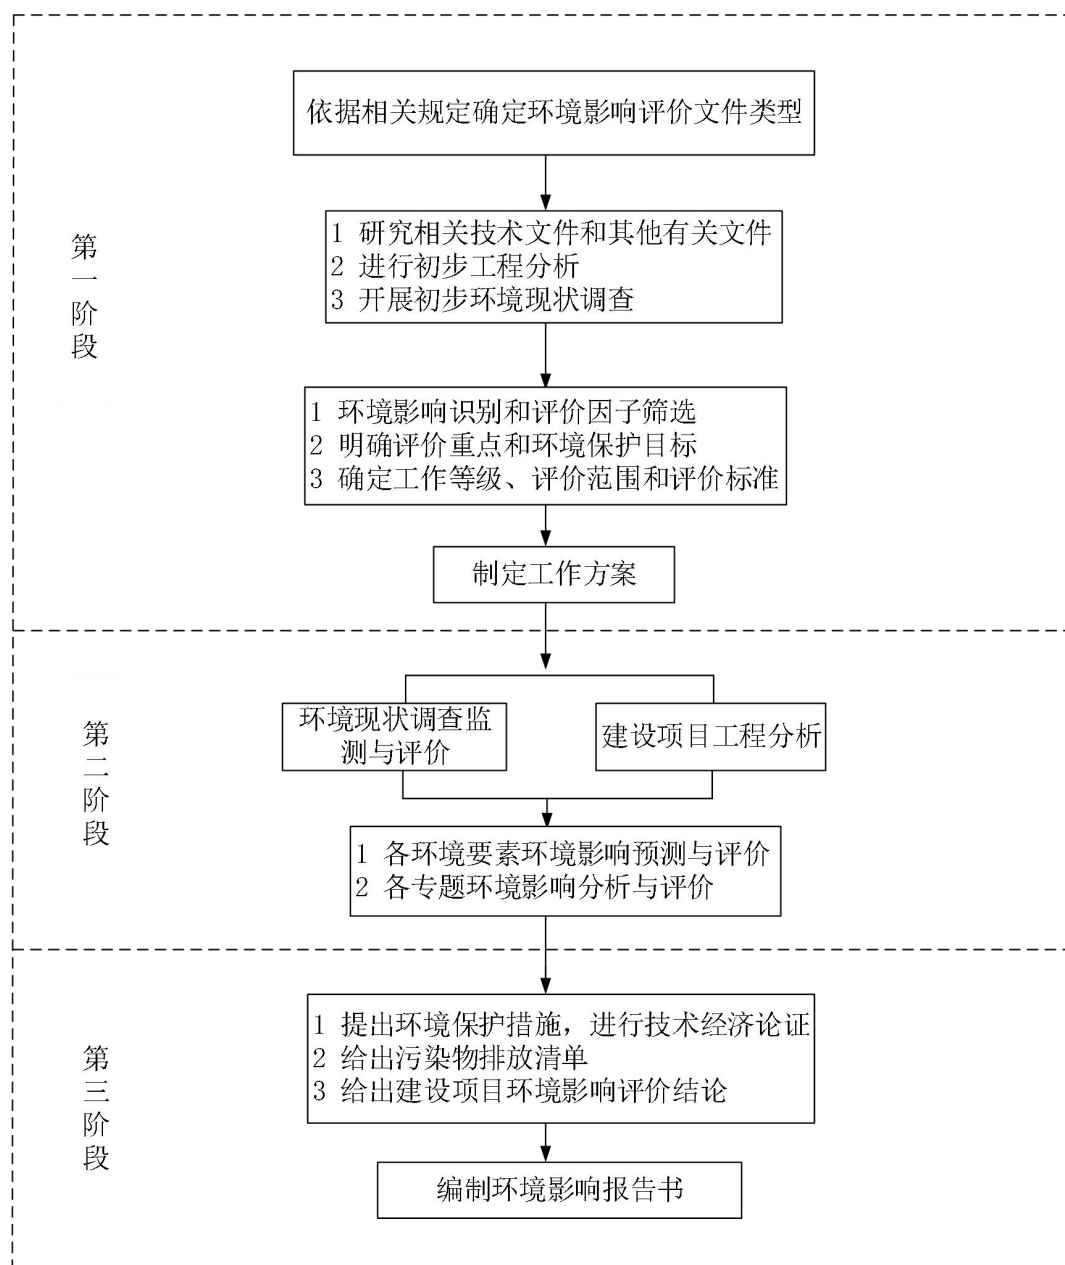 依据相关规定确定环境影响评价文件类型
第一阶段
1 研究相关技术文件和其他有关文件
2 进行初步工程分析
3 开展初步环境现状调查
1 环境影响识别和评价因子筛选
2 明确评价重点和环境保护目标
3 确定工作等级、评价范围和评价标准
制定工作方案
第二阶段
环境现状调查监
测与评价
建设项目工程分析
1 各环境要素环境影响预测与评价
2 各专题环境影响分析与评价
第三阶段
1 提出环境保护措施，进行技术经济论证
2 给出污染物排放清单
3 给出建设项目环境影响评价结论
编制环境影响报告书